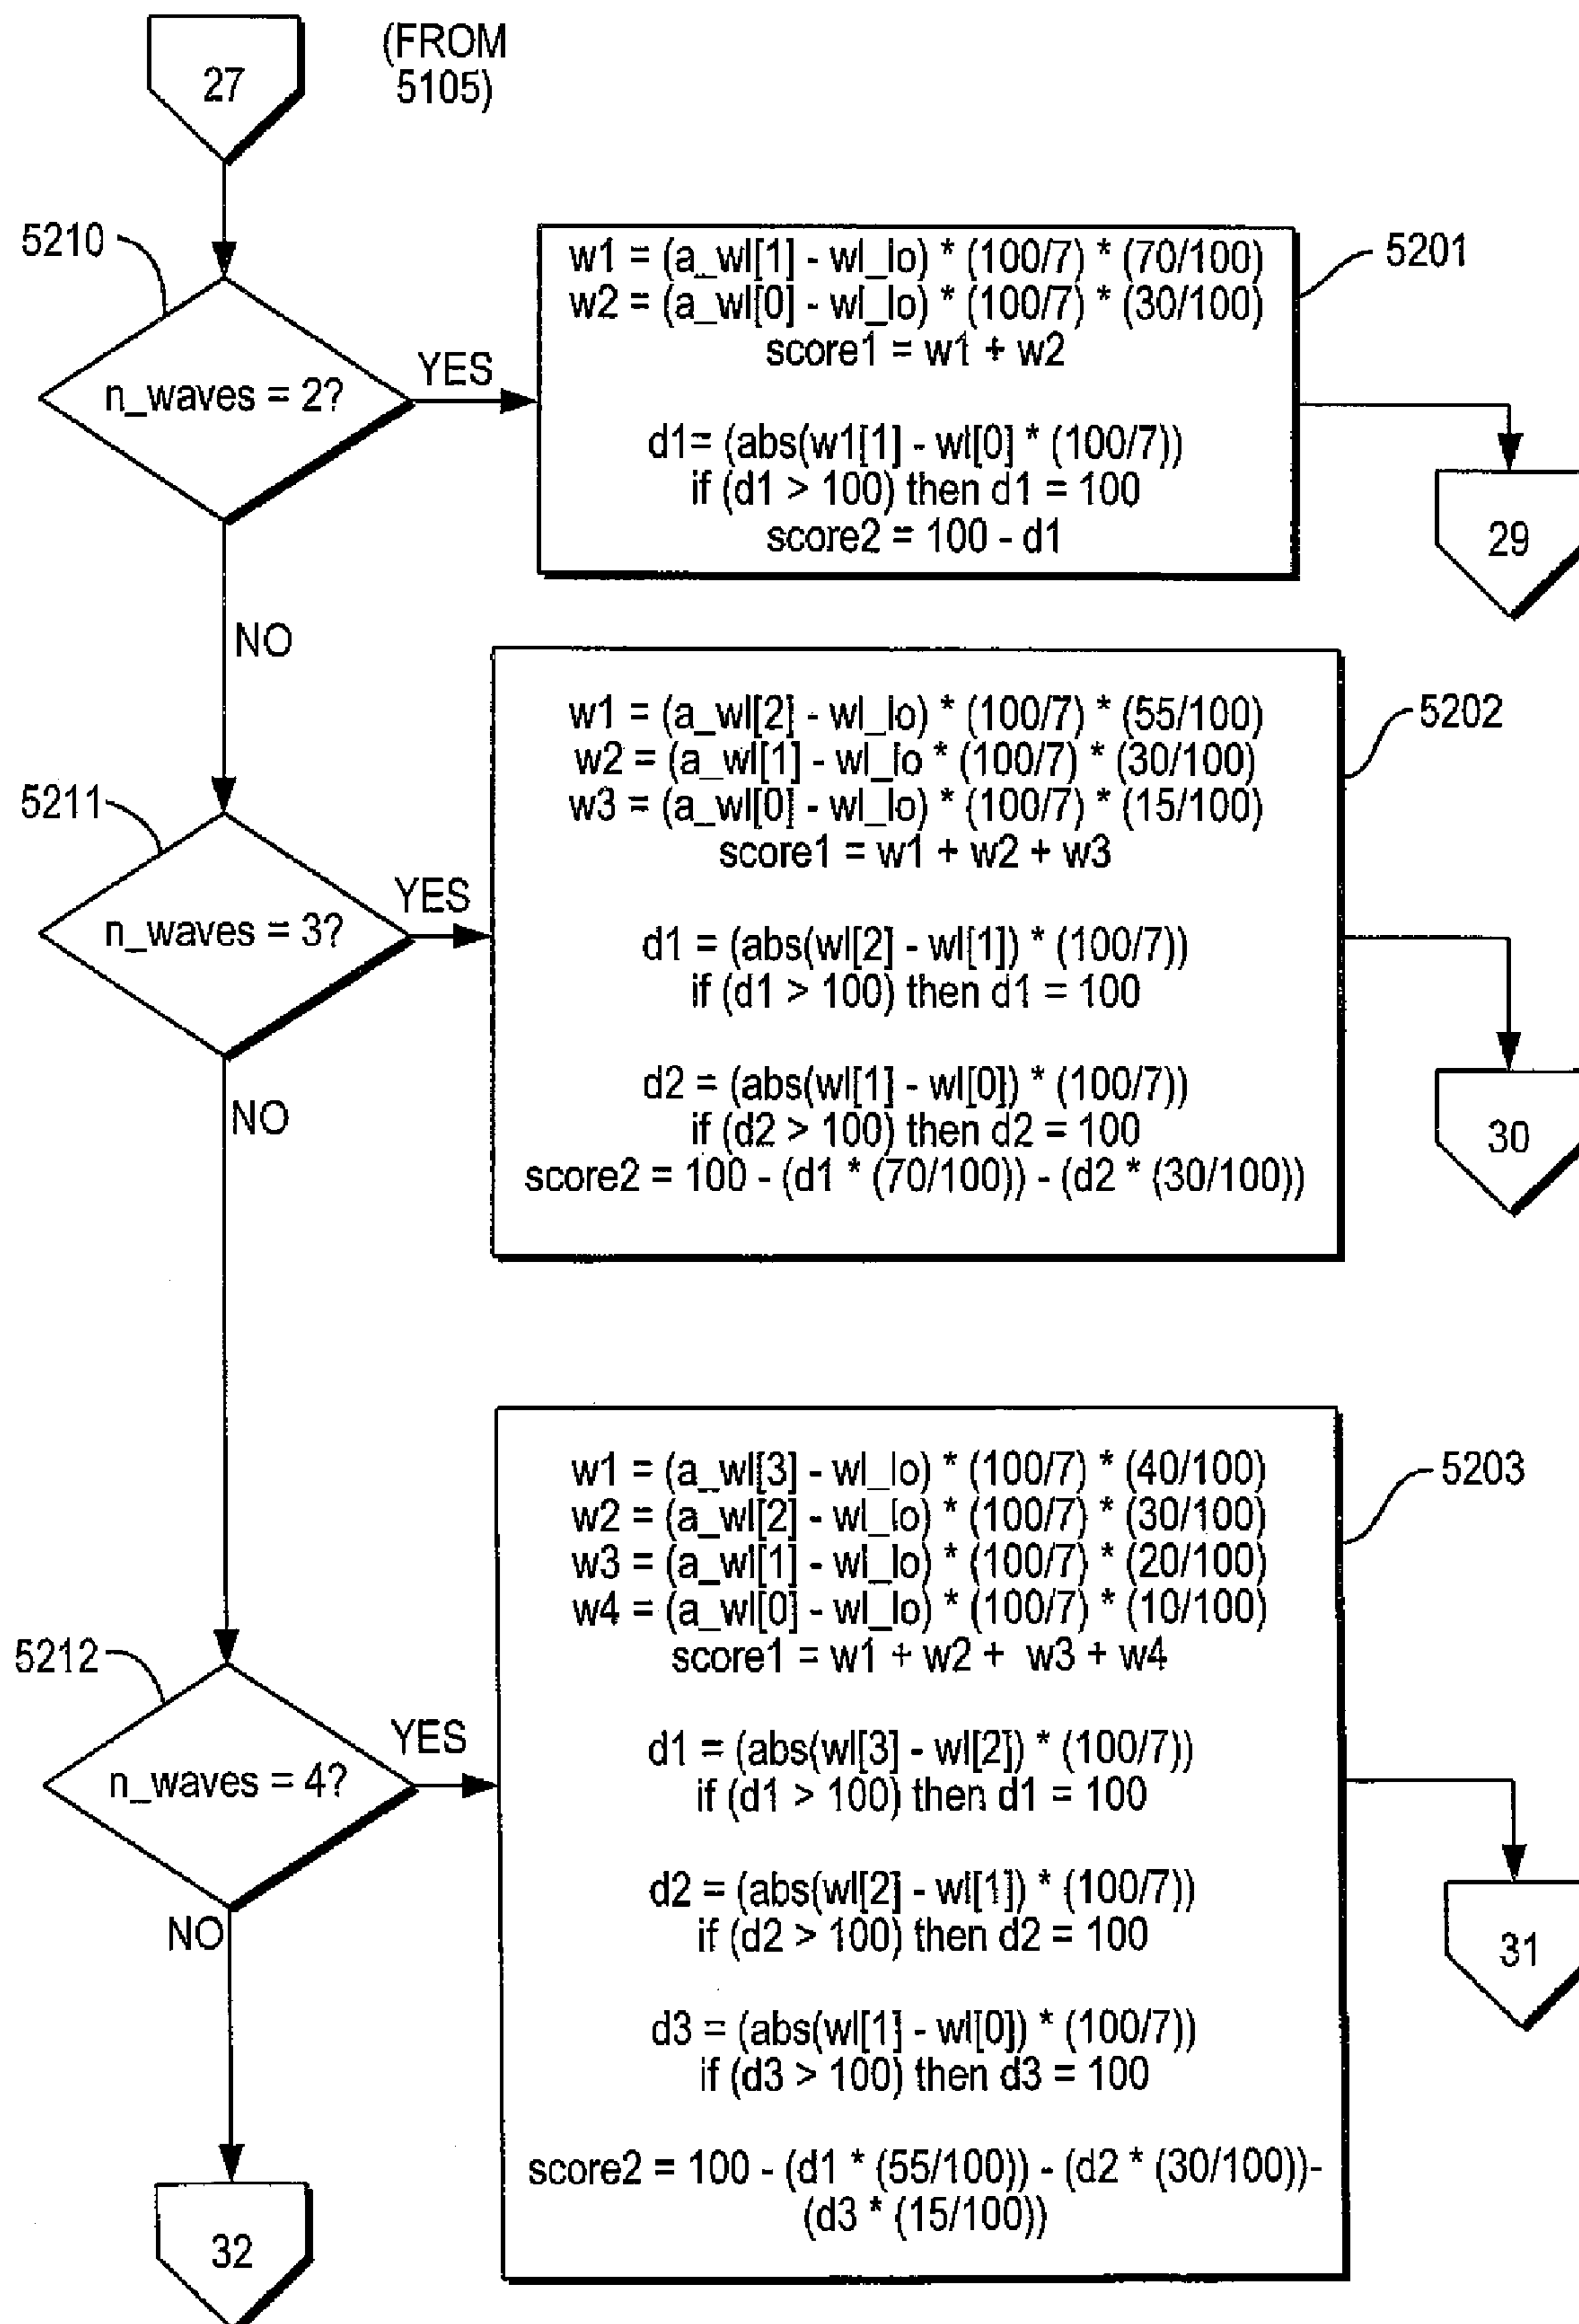 27
(FROM
5105)
5210
n_waves = 2?
YES
NO
w1 = (a_wl[1] - wl_lo) * (100/7) * (70/100)
w2 = (a_wl[0] - wl_lo) * (100/7) * (30/100)
score1 = w1 + w2
d1= (abs(w1[1] - wl[0] * (100/7))
if (d1 > 100) then d1 = 100
score2 = 100 - d1
5201
29
5211
n_waves = 3?
YES
NO
w1 = (a_wl[2] - wl_lo) * (100/7) * (55/100)
w2 = (a_wl[1] - wl_lo * (100/7) * (30/100)
w3 = (a_wl[0] - wl_lo) * (100/7) * (15/100)
score1 = w1 + w2 + w3
d1 = (abs(wl[2] - wl[1]) * (100/7))
if (d1 > 100) then d1 = 100
d2 = (abs(wl[1] - wl[0]) * (100/7))
if (d2 > 100) then d2 = 100
score2 = 100 - (d1 * (70/100)) - (d2 * (30/100))
5202
30
5212
n_waves = 4?
YES
NO
w1 = (a_wl[3] - wl_lo) * (100/7) * (40/100)
w2 = (a_wl[2] - wl_lo) * (100/7) * (30/100)
w3 = (a_wl[1] - wl_lo) * (100/7) * (20/100)
w4 = (a_wl[0] - wl_lo) * (100/7) * (10/100)
score1 = w1 + w2 + w3 + w4
d1 = (abs(wl[3] - wl[2]) * (100/7))
if (d1 > 100) then d1 = 100
d2 = (abs(wl[2] - wl[1]) * (100/7))
if (d2 > 100) then d2 = 100
d3 = (abs(wl[1] - wl[0]) * (100/7))
if (d3 > 100) then d3 = 100
score2 = 100 - (d1 * (55/100)) - (d2 * (30/100))-
(d3 * (15/100))
5203
31
32